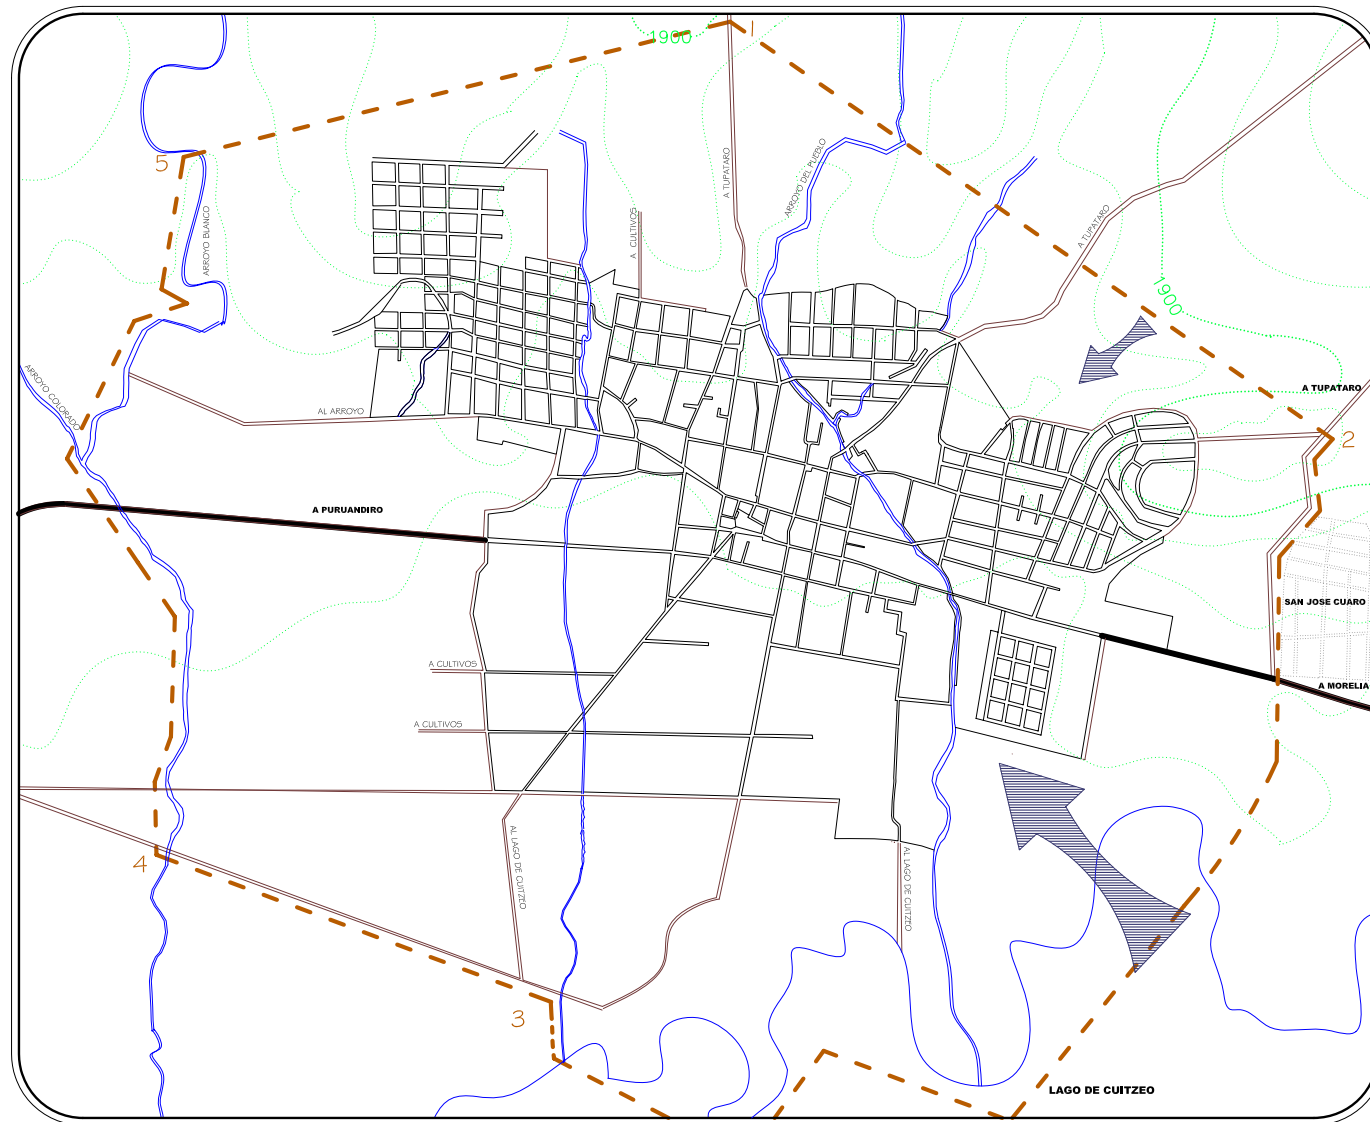 1900
1
5
A TUPATARO
ARROYO DEL PUEBLO
ARROYO BLANCO
A CULTIVOS
A TUPATARO
1900
ARROYO COLORADO
A TUPATARO
AL ARROYO
2
A PURUANDIRO
SAN JOSE CUARO
A CULTIVOS
A MORELIA
A CULTIVOS
4
AL LAGO DE CUITZEO
AL LAGO DE CUITZEO
3
LAGO DE CUITZEO